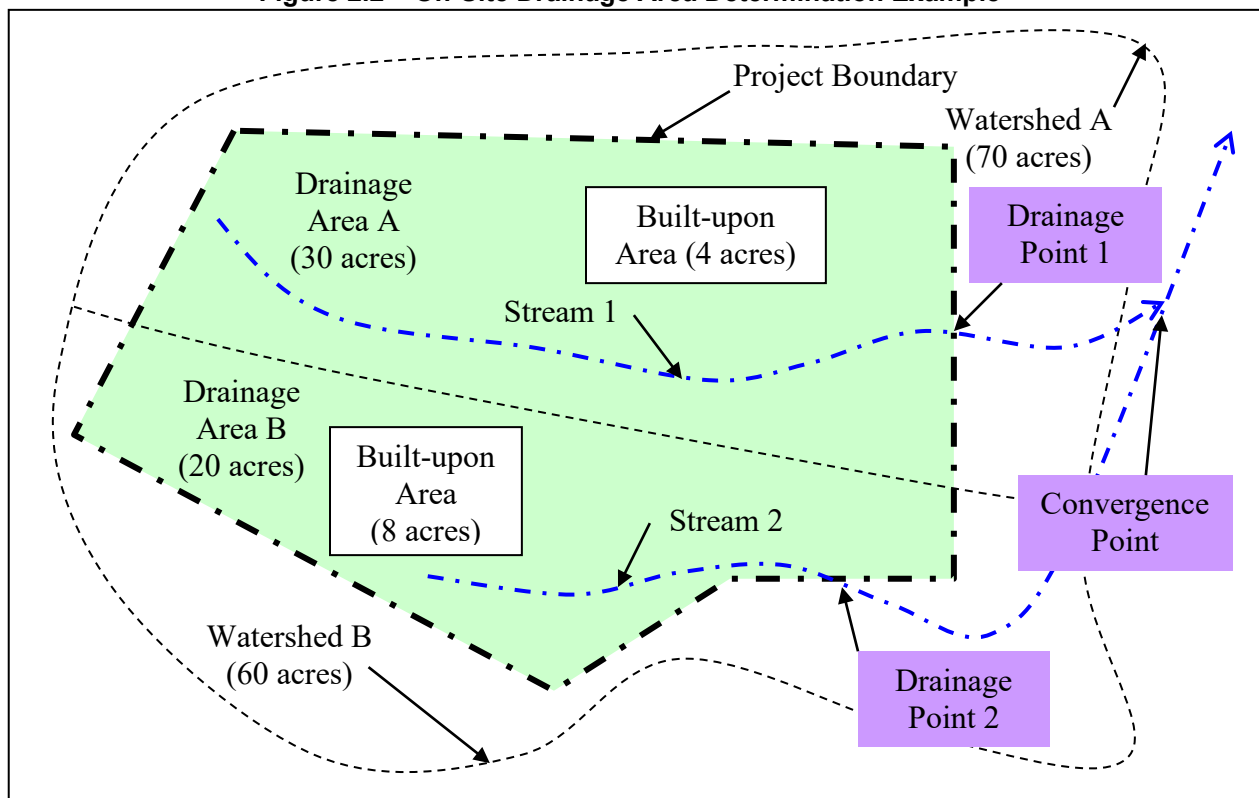 Project Boundary
Watershed A
(70 acres)
Drainage
Area A
(30 acres)
Built-upon
Area (4 acres)
Drainage
Point 1
Stream 1
Drainage
Area B
(20 acres)
Built-upon
Area
(8 acres)
Stream 2
Convergence
Point
Watershed B
(60 acres)
Drainage
Point 2